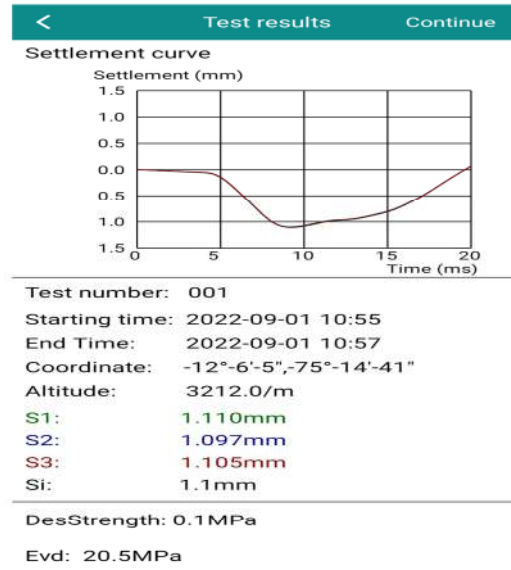 < Test results Continue
Settlement curve
Settlement (mm)
1.5
1.0
0.5
0.0
0.5
1.0
1.5
0 5 10 15 20
Time (ms)
Test number: 001
Starting time: 2022-09-01 10:55
End Time: 2022-09-01 10:57
Coordinate: -12°-6'-5",-75°-14'-41"
Altitude: 3212.0/m
S1: 1.110mm
S2: 1.097mm
S3: 1.105mm
Si: 1.1mm
DesStrength: 0.1MPa
Evd: 20.5MPa